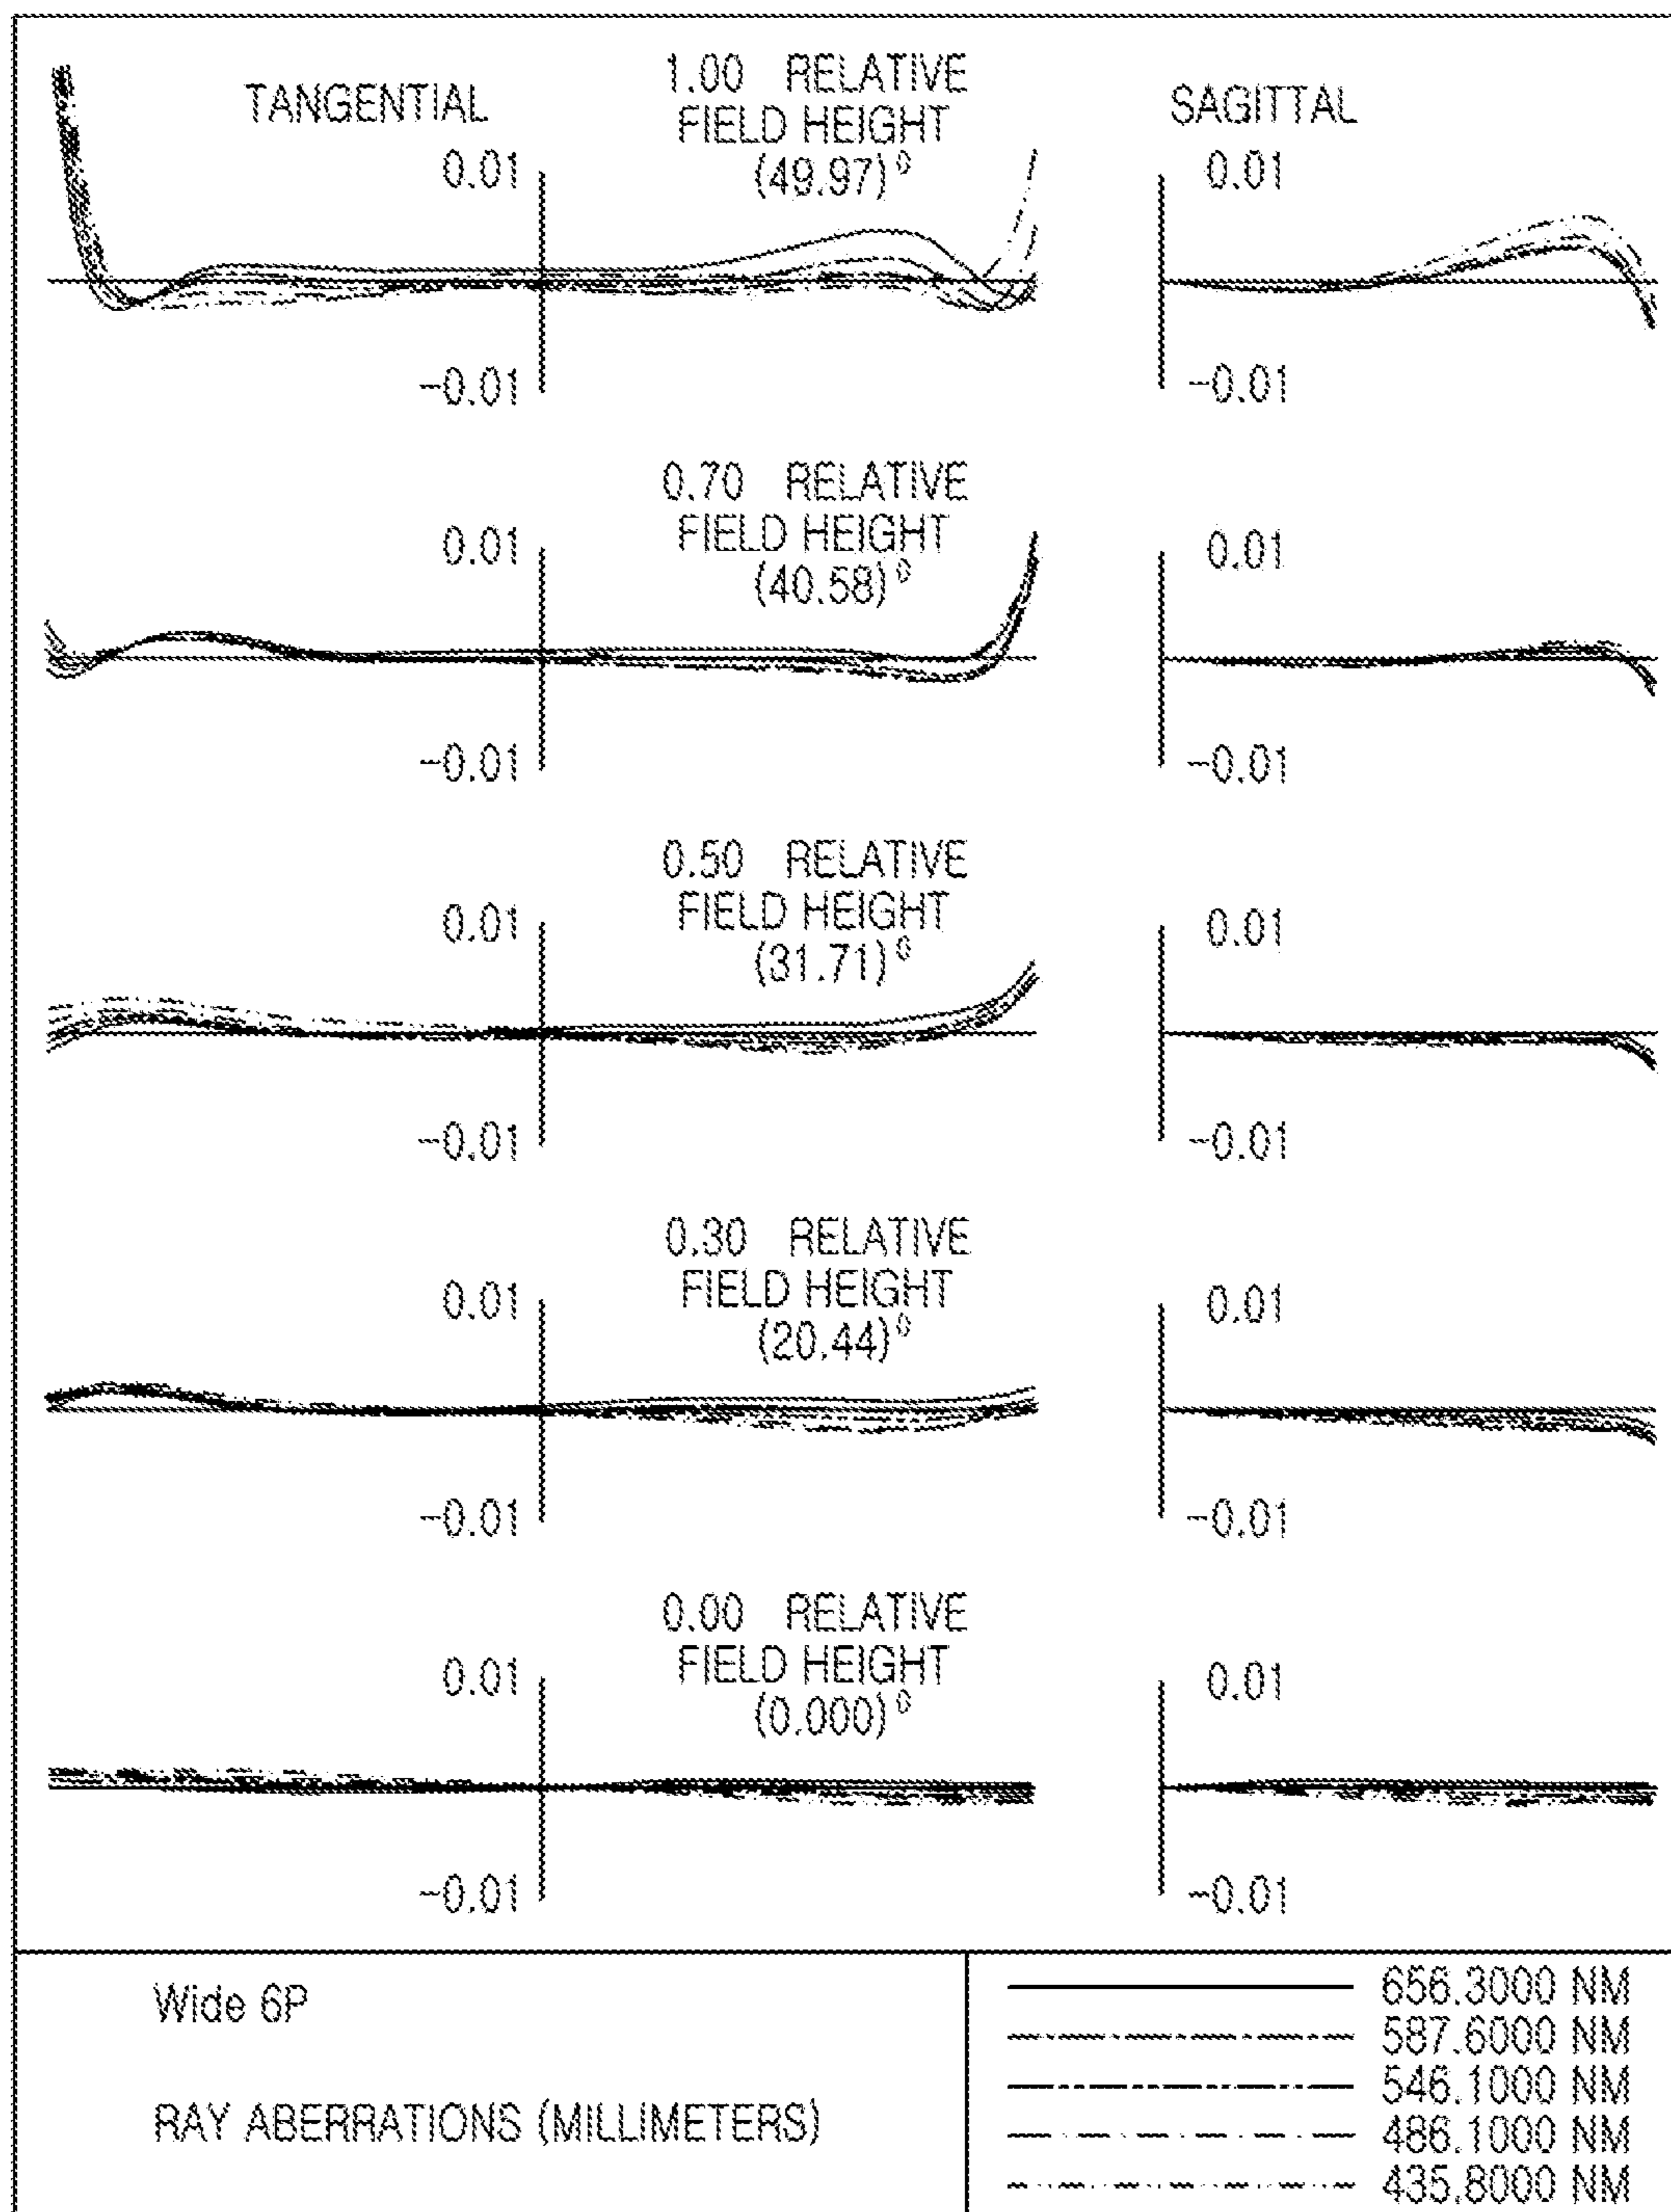 TANGENTIAL
1.00 RELATIVE
FIELD HEIGHT
(49.97)⁰
SAGITTAL
0.01
0.01
-0.01
-0.01
0.70 RELATIVE
FIELD HEIGHT
(40.58)⁰
0.01
0.01
-0.01
-0.01
0.50 RELATIVE
FIELD HEIGHT
(31.71)⁰
0.01
0.01
-0.01
-0.01
0.30 RELATIVE
FIELD HEIGHT
(20.44)⁰
0.01
0.01
-0.01
-0.01
0.00 RELATIVE
FIELD HEIGHT
(0.000)⁰
0.01
0.01
-0.01
-0.01
Wide 6P
RAY ABERRATIONS (MILLIMETERS)
656.3000 NM
587.6000 NM
546.1000 NM
486.1000 NM
435.8000 NM